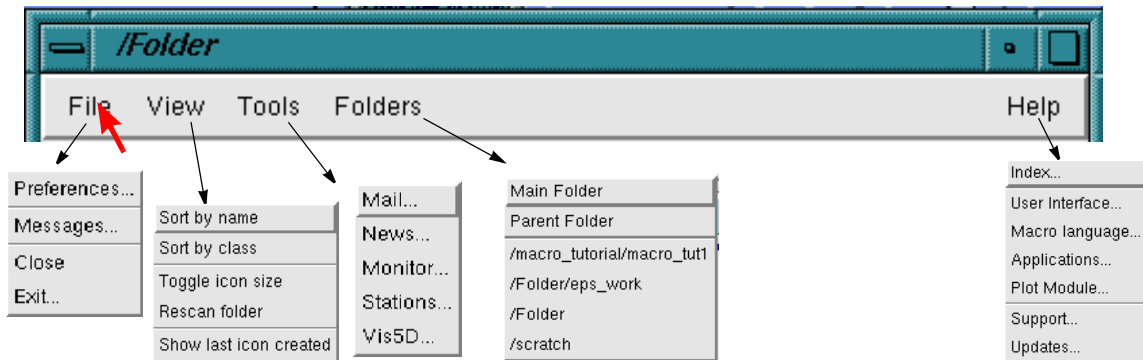 /Folder
File View Tools Folders Help
Preferences...
Messages...
Close
Exit...
Sort by name
Sort by class
Toggle icon size
Rescan folder
Show last icon created
Mail...
News...
Monitor...
Stations...
Vis5D...
Main Folder
Parent Folder
/macro_tutorial/macro_tut1
/Folder/eps_work
/Folder
/scratch
Index...
User Interface...
Macro language...
Applications...
Plot Module...
Support...
Updates...